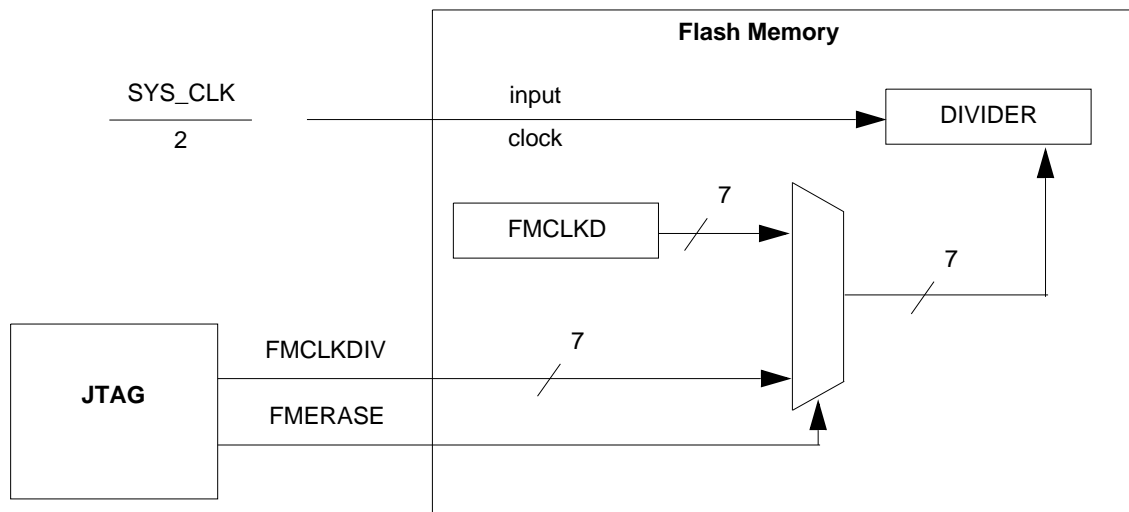 Flash Memory
SYS_CLK
2
input
clock
DIVIDER
7
FMCLKD
7
FMCLKDIV
7
JTAG
FMERASE